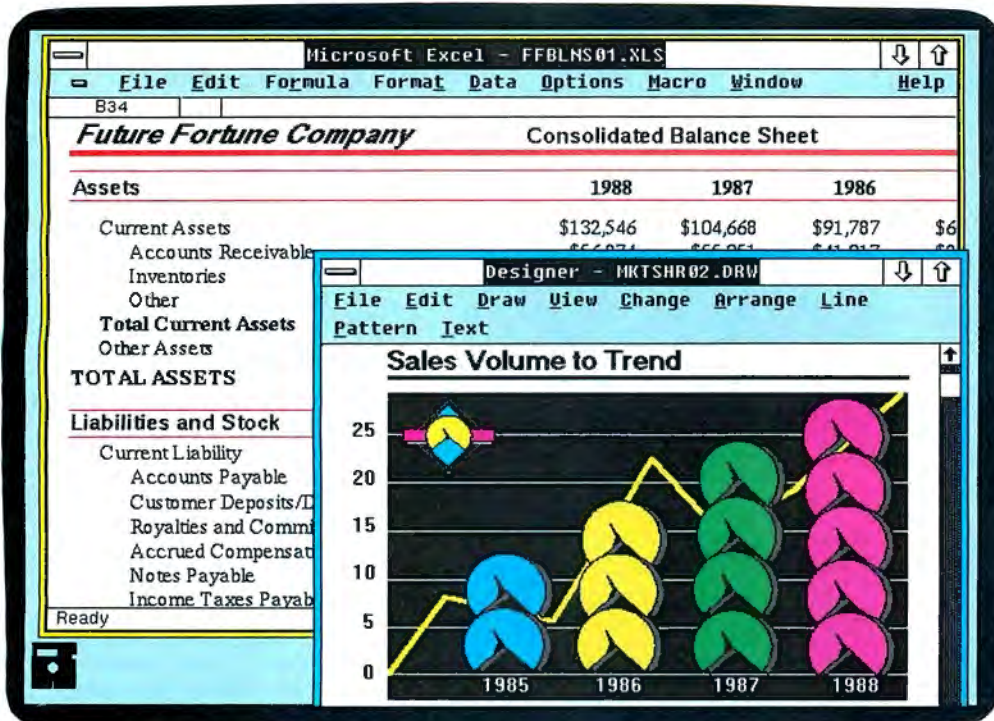 Microsoft Excel - FFBLNS01.XLS
File Edit Formula Format Data Options Macro Window Help
B34
Future Fortune Company Consolidated Balance Sheet
Assets 1988 1987 1986
Current Assets $132,546 $104,668 $91,787 $6
Accounts Receivable
Inventories
Other
Total Current Assets
Other Assets
TOTAL ASSETS
Liabilities and Stock
Current Liability
Accounts Payable
Customer Deposits/D
Royalties and Commi
Accrued Compensat
Notes Payable
Income Taxes Payab
Ready
Designer - MKTSHR02.DRW
File Edit Draw View Change Arrange Line
Pattern Text
Sales Volume to Trend
25
20
15
10
5
0
1985 1986 1987 1988